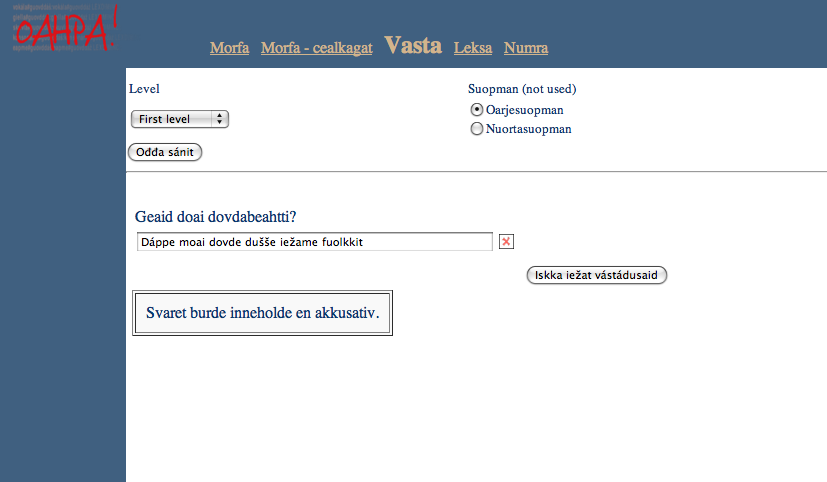 OAHPA!
Morfa Morfa - cealkagat Vasta Leksa Numra
Level
Suopman (not used)
First level
Oarjesuopman
Nuortasuopman
Ođđa sánit
Geaid doai dovdabeahtti?
Dáppe moai dovde dušše iežame fuolkkit
Iskka iežat vástádusaid
Svaret burde inneholde en akkusativ.